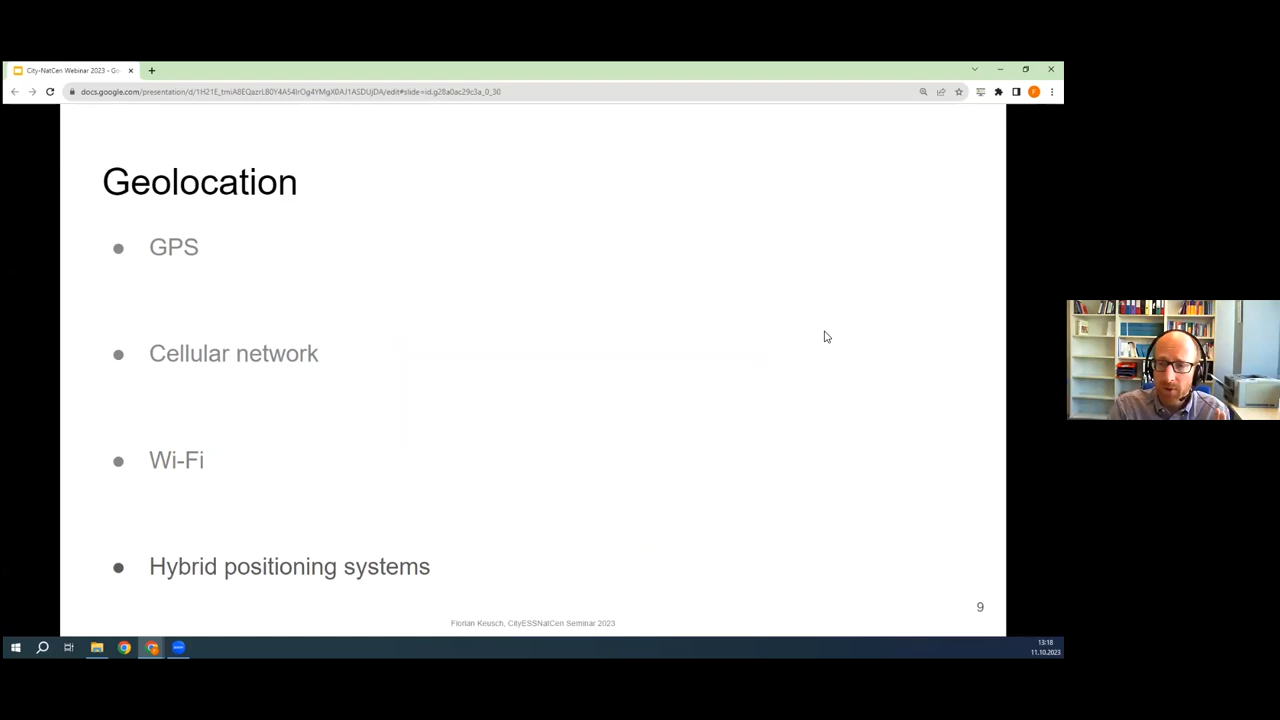 City-NatCen Webinar 2023 - Go
Geolocation
GPS
Cellular network
Wi-Fi
Hybrid positioning systems
9
Florian Keusch, CityESSNatCen Seminar 2023
13:18
11.10.2023